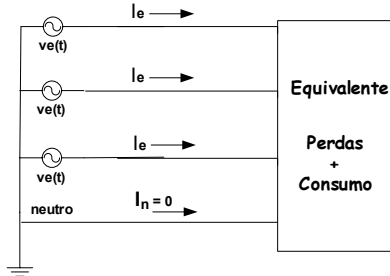 Ie
ve(t)
Ie
ve(t)
Ie
ve(t)
neutro
In = 0
Equivalente
Perdas
+
Consumo